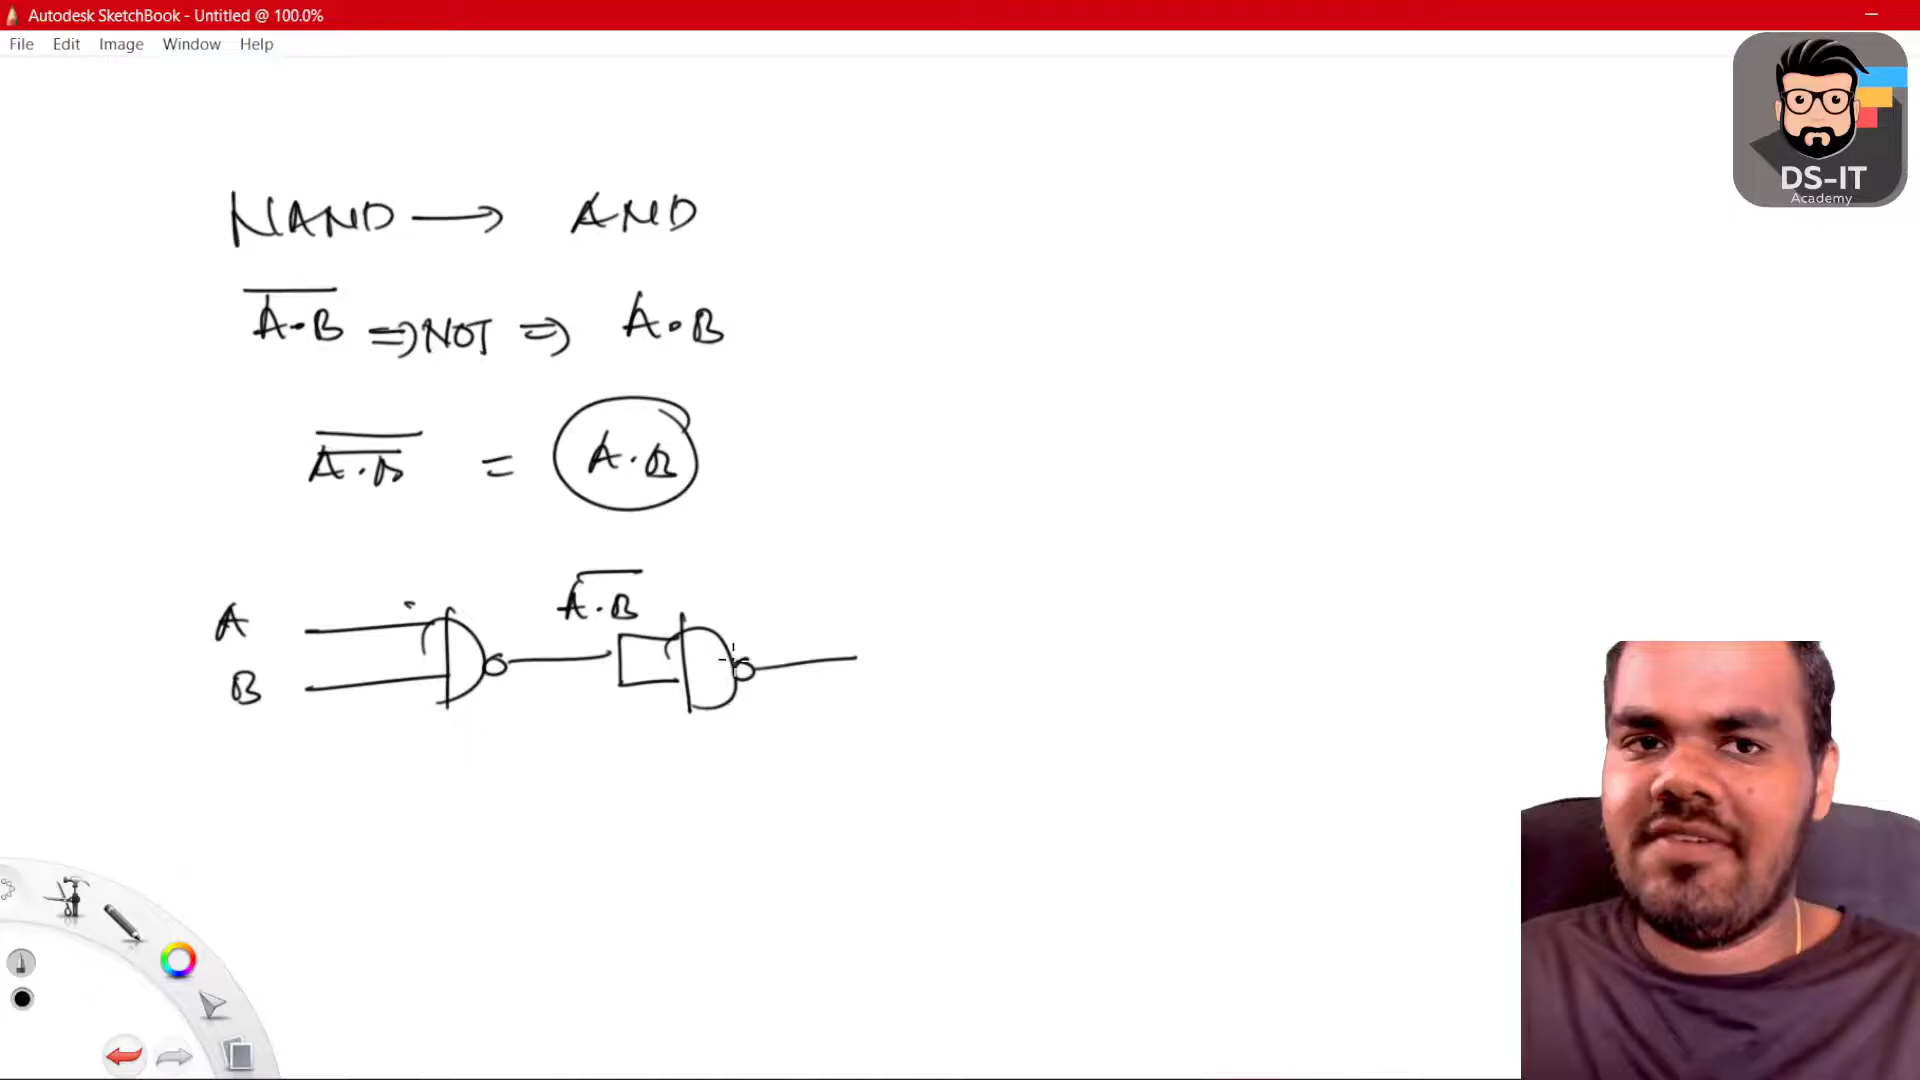 Autodesk SketchBook - Untitled @ 100.0%
File Edit Image Window Help
DS-IT
Academy
NAND → AND
A̅·̅B̅ ⇒ NOT ⇒ A·B
A̿·̿B̿ = A·B
A̅·̅B̅
A
B